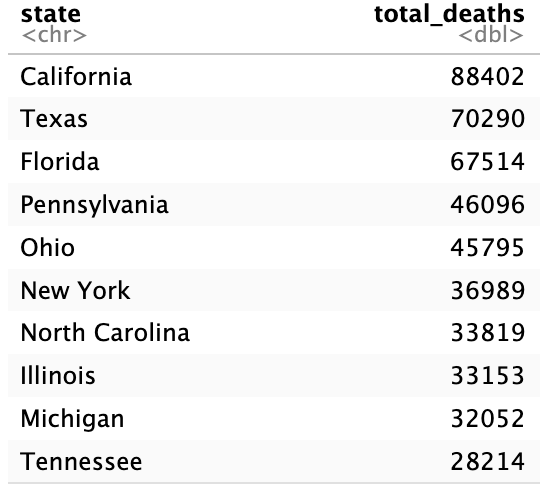 state total_deaths
<chr> <dbl>
California 88402
Texas 70290
Florida 67514
Pennsylvania 46096
Ohio 45795
New York 36989
North Carolina 33819
Illinois 33153
Michigan 32052
Tennessee 28214